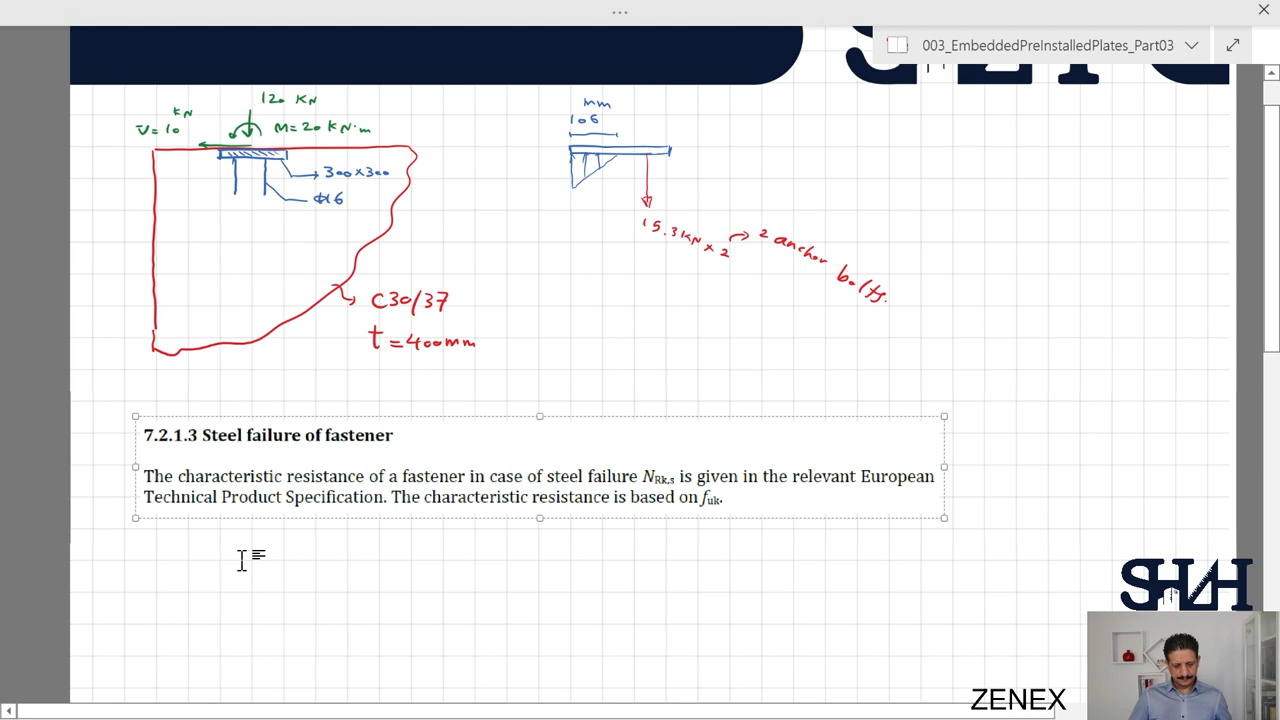 003_EmbeddedPreInstalledPlates_Part03
120 KN
KN
V=10
M=20 KN.m
300x300
Φ16
C30/37
t =400mm
mm
106
15.3KN x 2 → 2 anchor bolts.
7.2.1.3 Steel failure of fastener
The characteristic resistance of a fastener in case of steel failure NRk,s is given in the relevant European
Technical Product Specification. The characteristic resistance is based on fuk.
SHZH
ZENEX